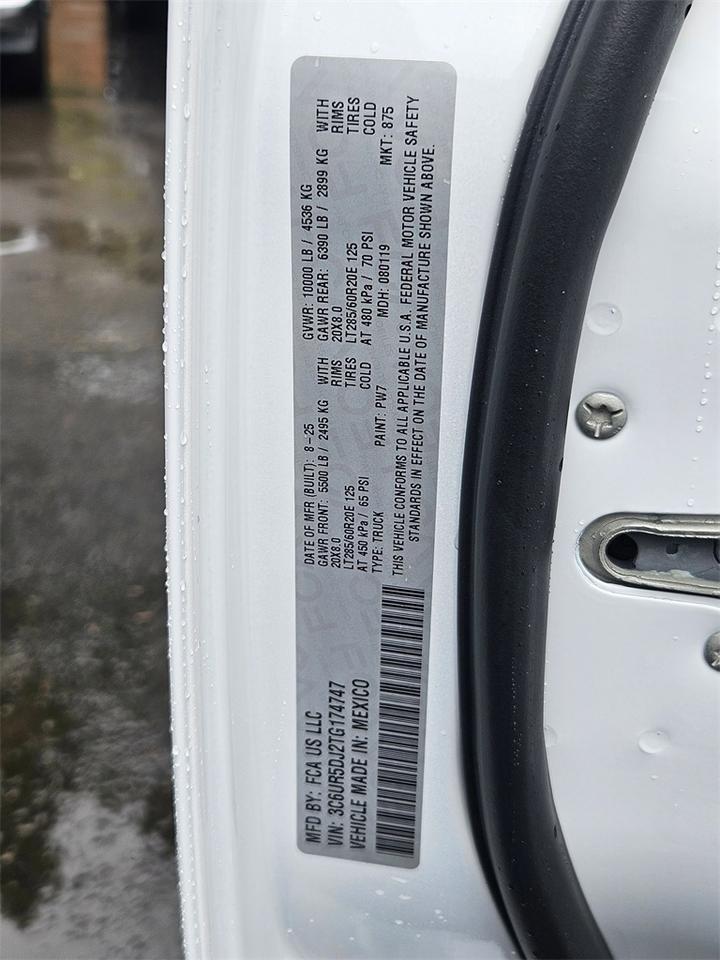 MFD BY: FCA US LLC
VIN: 3C6UR5DJ2TG174747
VEHICLE MADE IN: MEXICO
DATE OF MFR (BUILT): 8-25 GVWR: 10000 LB / 4536 KG
GAWR FRONT: 5500 LB / 2495 KG WITH GAWR REAR: 6390 LB / 2899 KG WITH
20X8.0 RIMS 20X8.0 RIMS
LT285/60R20E 125 TIRES LT285/60R20E 125 TIRES
AT 450 kPa / 65 PSI COLD AT 480 kPa / 70 PSI COLD
TYPE: TRUCK PAINT: PW7 MDH: 080119 MKT: 875
THIS VEHICLE CONFORMS TO ALL APPLICABLE U.S.A. FEDERAL MOTOR VEHICLE SAFETY
STANDARDS IN EFFECT ON THE DATE OF MANUFACTURE SHOWN ABOVE.